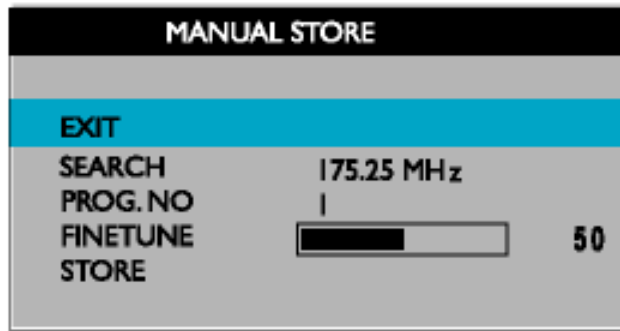 MANUAL STORE
EXIT
SEARCH 175.25 MHz
PROG. NO 1
FINETUNE 50
STORE